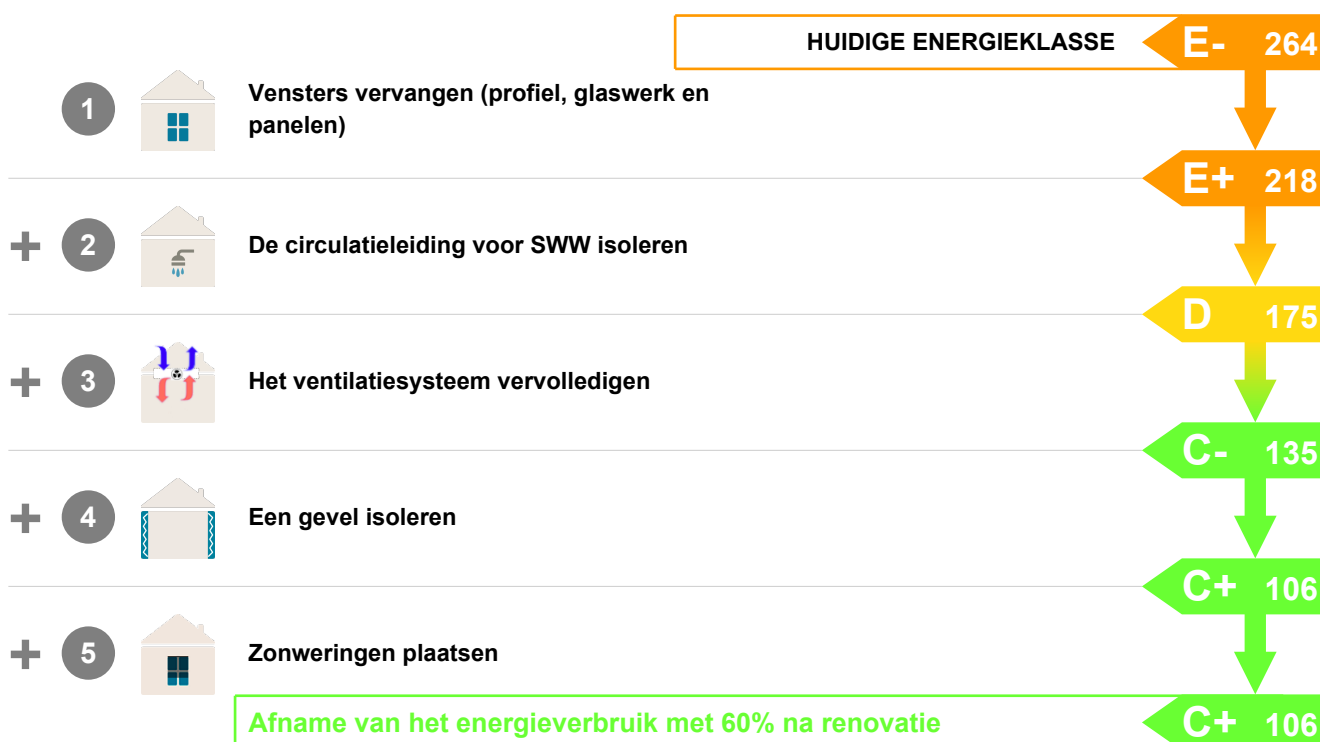 HUIDIGE ENERGIEKLASSE E- 264
1 Vensters vervangen (profiel, glaswerk en
panelen)
E+ 218
+ 2 De circulatieleiding voor SWW isoleren
D 175
+ 3 Het ventilatiesysteem vervolledigen
C- 135
+ 4 Een gevel isoleren
C+ 106
+ 5 Zonweringen plaatsen
Afname van het energieverbruik met 60% na renovatie C+ 106